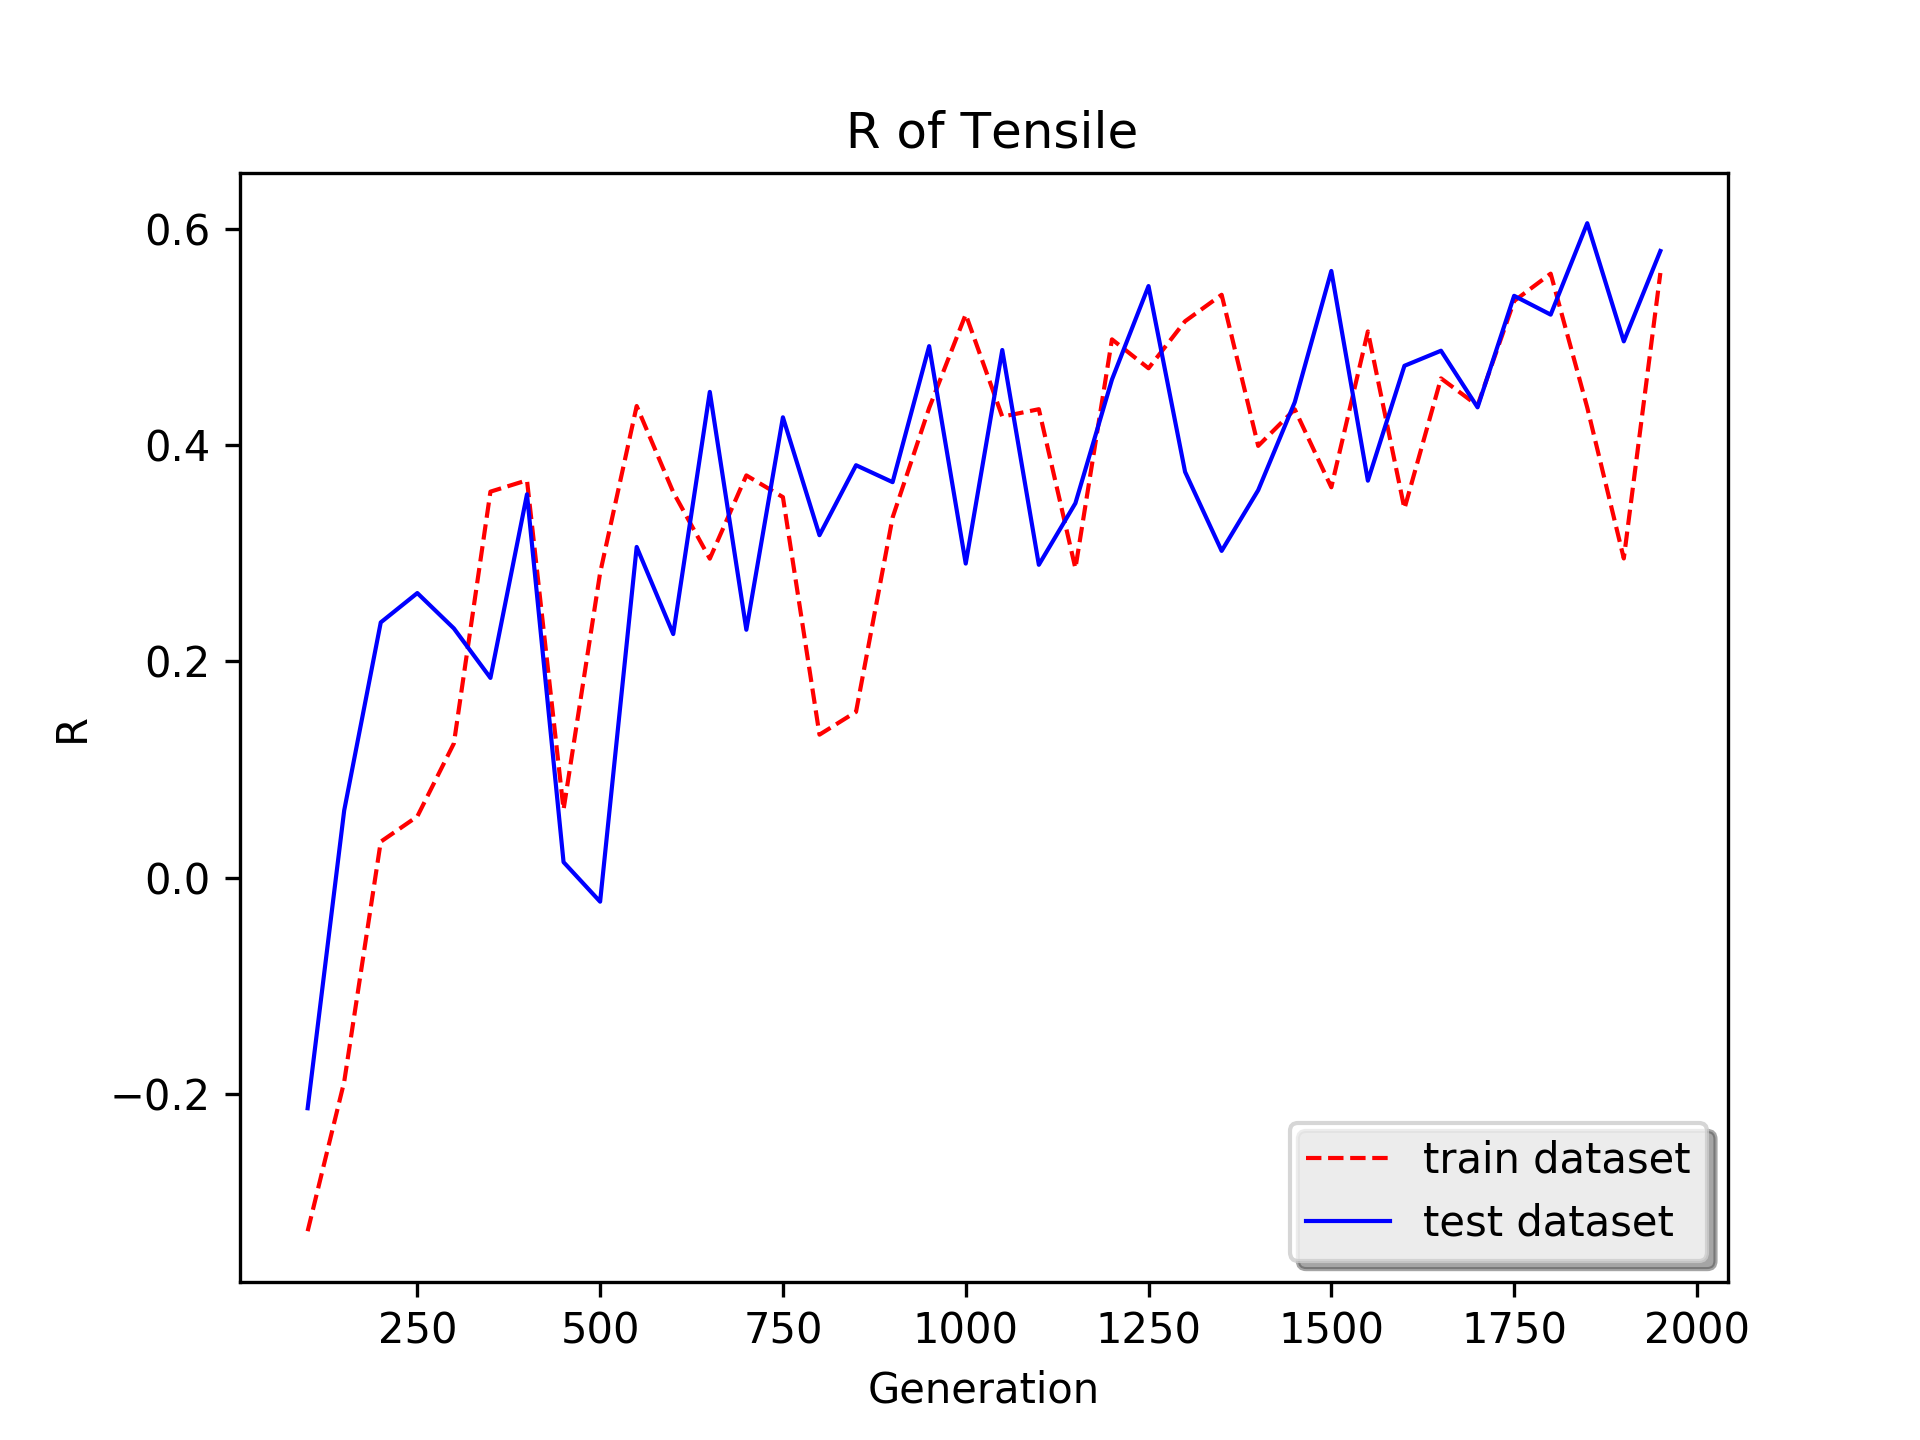 R of Tensile
0.6
0.4
0.2
0.0
−0.2
R
250 500 750 1000 1250 1500 1750 2000
Generation
train dataset
test dataset